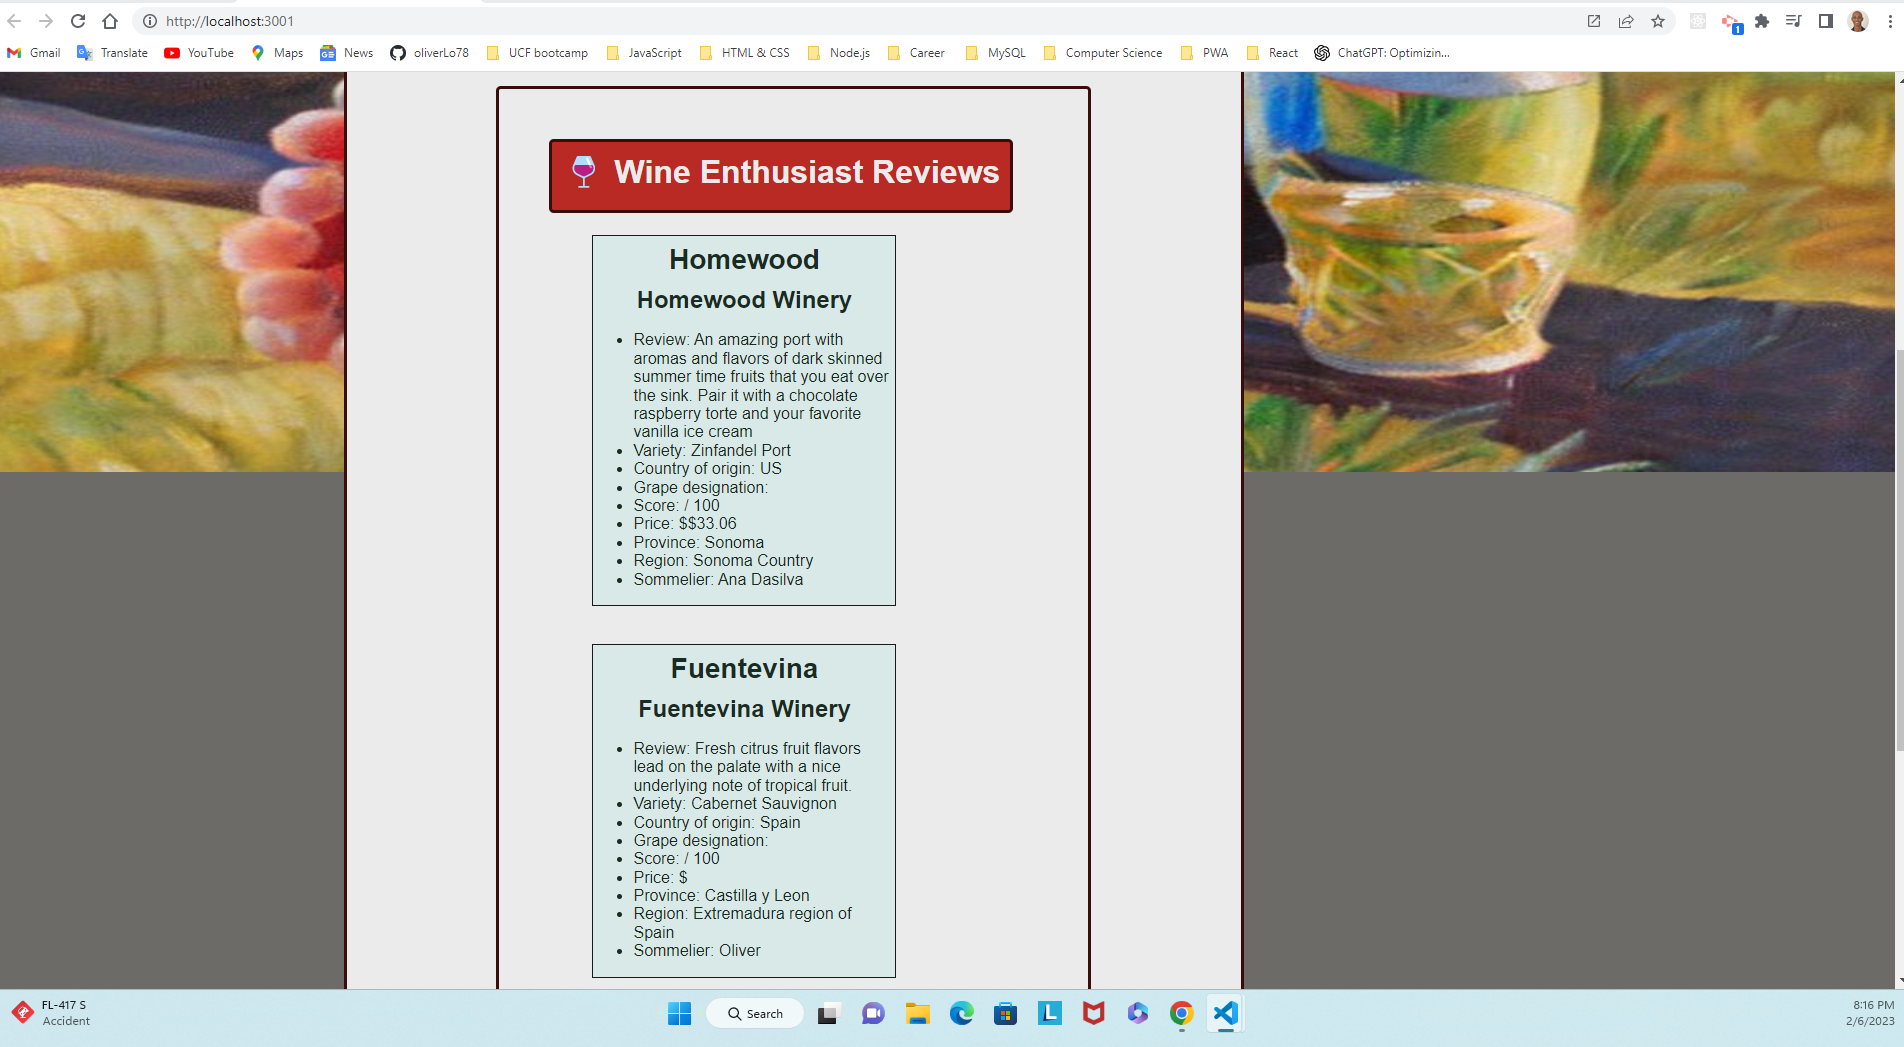 http://localhost:3001
1
Gmail Translate YouTube Maps News oliverLo78 UCF bootcamp JavaScript HTML & CSS Node.js Career MySQL Computer Science PWA React ChatGPT: Optimizin...
Wine Enthusiast Reviews
Homewood
Homewood Winery
Review: An amazing port with
aromas and flavors of dark skinned
summer time fruits that you eat over
the sink. Pair it with a chocolate
raspberry torte and your favorite
vanilla ice cream
Variety: Zinfandel Port
Country of origin: US
Grape designation:
Score: / 100
Price: $$33.06
Province: Sonoma
Region: Sonoma Country
Sommelier: Ana Dasilva
Fuentevina
Fuentevina Winery
Review: Fresh citrus fruit flavors
lead on the palate with a nice
underlying note of tropical fruit.
Variety: Cabernet Sauvignon
Country of origin: Spain
Grape designation:
Score: / 100
Price: $
Province: Castilla y Leon
Region: Extremadura region of
Spain
Sommelier: Oliver
FL-417 S
Accident
Search
L
8:16 PM
2/6/2023